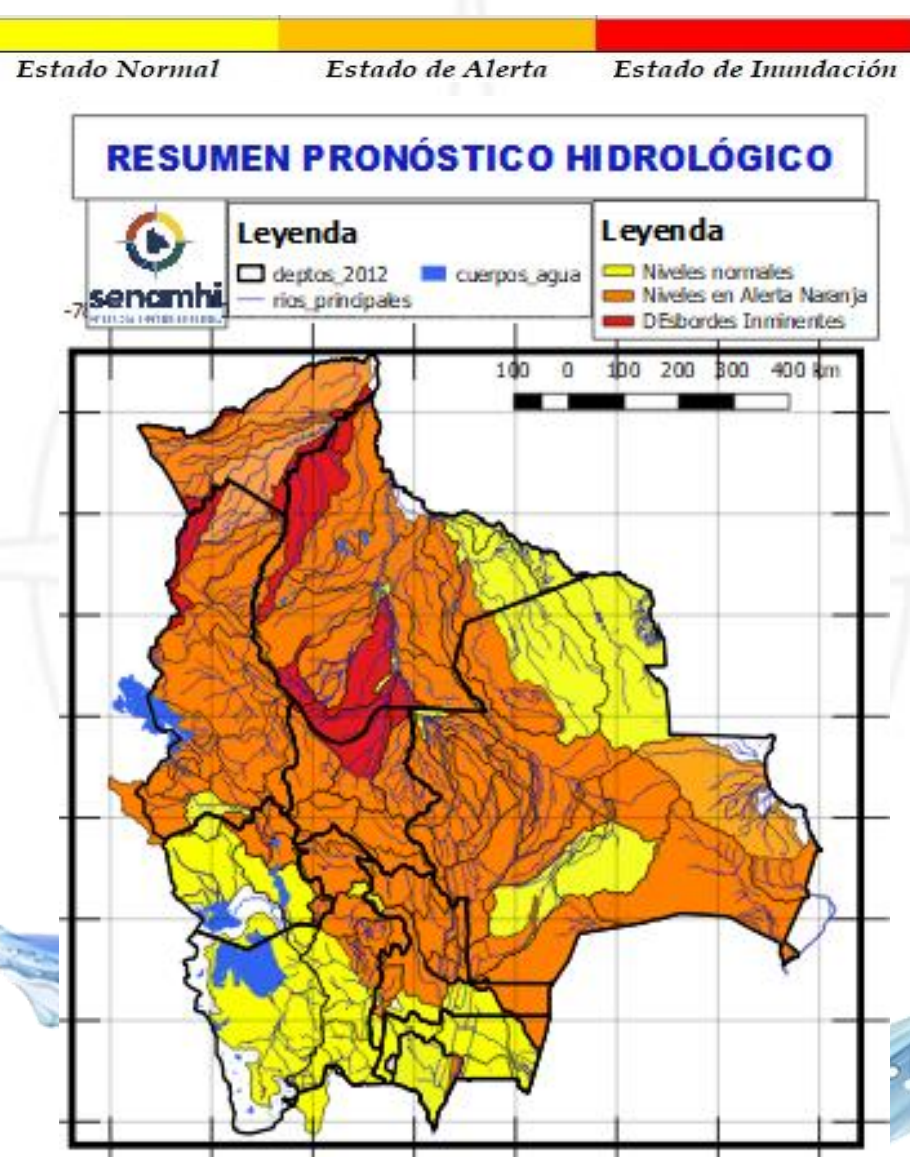 Estado Normal Estado de Alerta Estado de Inundación
RESUMEN PRONÓSTICO HIDROLÓGICO
senamhi
Leyenda
deptos_2012 cuerpos_agua
rios_principales
Leyenda
Niveles normales
Niveles en Alerta Naranja
DEsbordes Inminentes
100 0 100 200 300 400 km